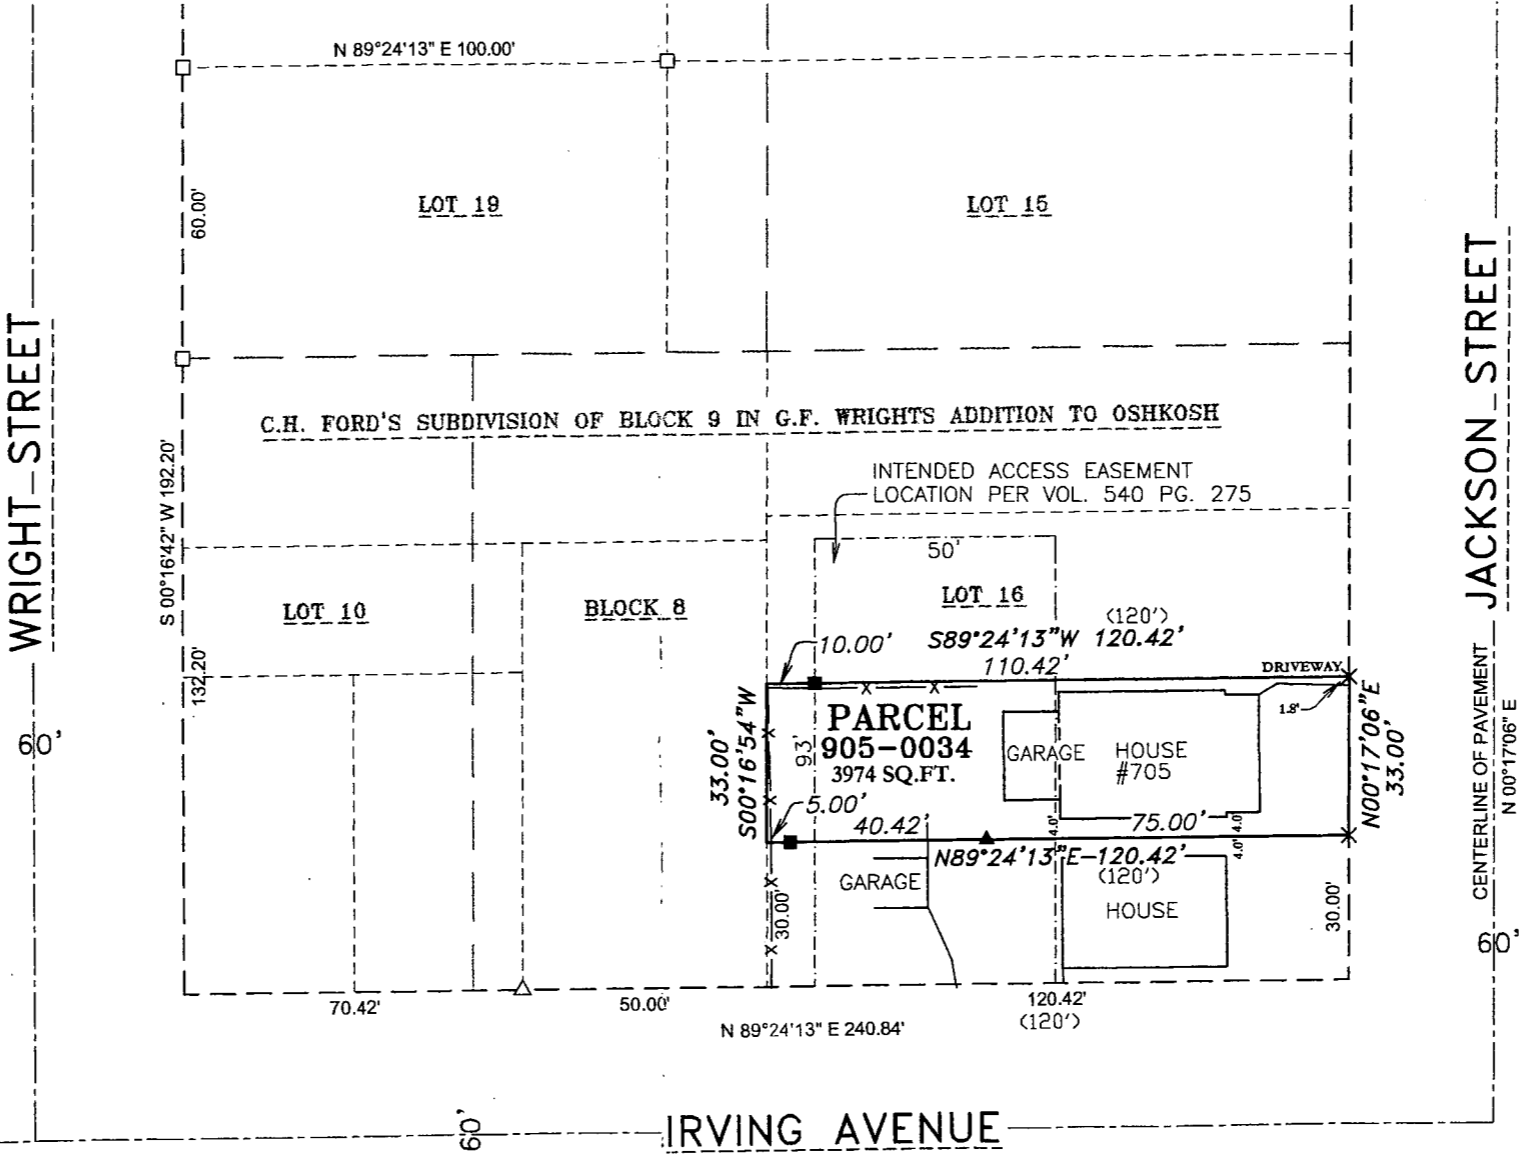 N 89°24'13" E 100.00'
60.00'
LOT 19
LOT 15
WRIGHT STREET
JACKSON STREET
C.H. FORD'S SUBDIVISION OF BLOCK 9 IN G.F. WRIGHTS ADDITION TO OSHKOSH
S 00°16'42" W 192.20'
INTENDED ACCESS EASEMENT
LOCATION PER VOL. 540 PG. 275
50'
LOT 10
BLOCK 8
LOT 16
(120')
S89°24'13"W 120.42'
10.00'
110.42'
DRIVEWAY
132.20'
1.8'
60'
33.00'
S00°16'54"W
93'
PARCEL
905-0034
3974 SQ.FT.
GARAGE
HOUSE
#705
N00°17'06"E
33.00'
CENTERLINE OF PAVEMENT
N 00°17'06" E
5.00'
40.42'
4.0'
75.00'
4.0'
4.0'
N89°24'13"E-120.42'
(120')
GARAGE
HOUSE
30.00'
30.00'
60'
70.42'
50.00'
120.42'
(120')
N 89°24'13" E 240.84'
60'
IRVING AVENUE